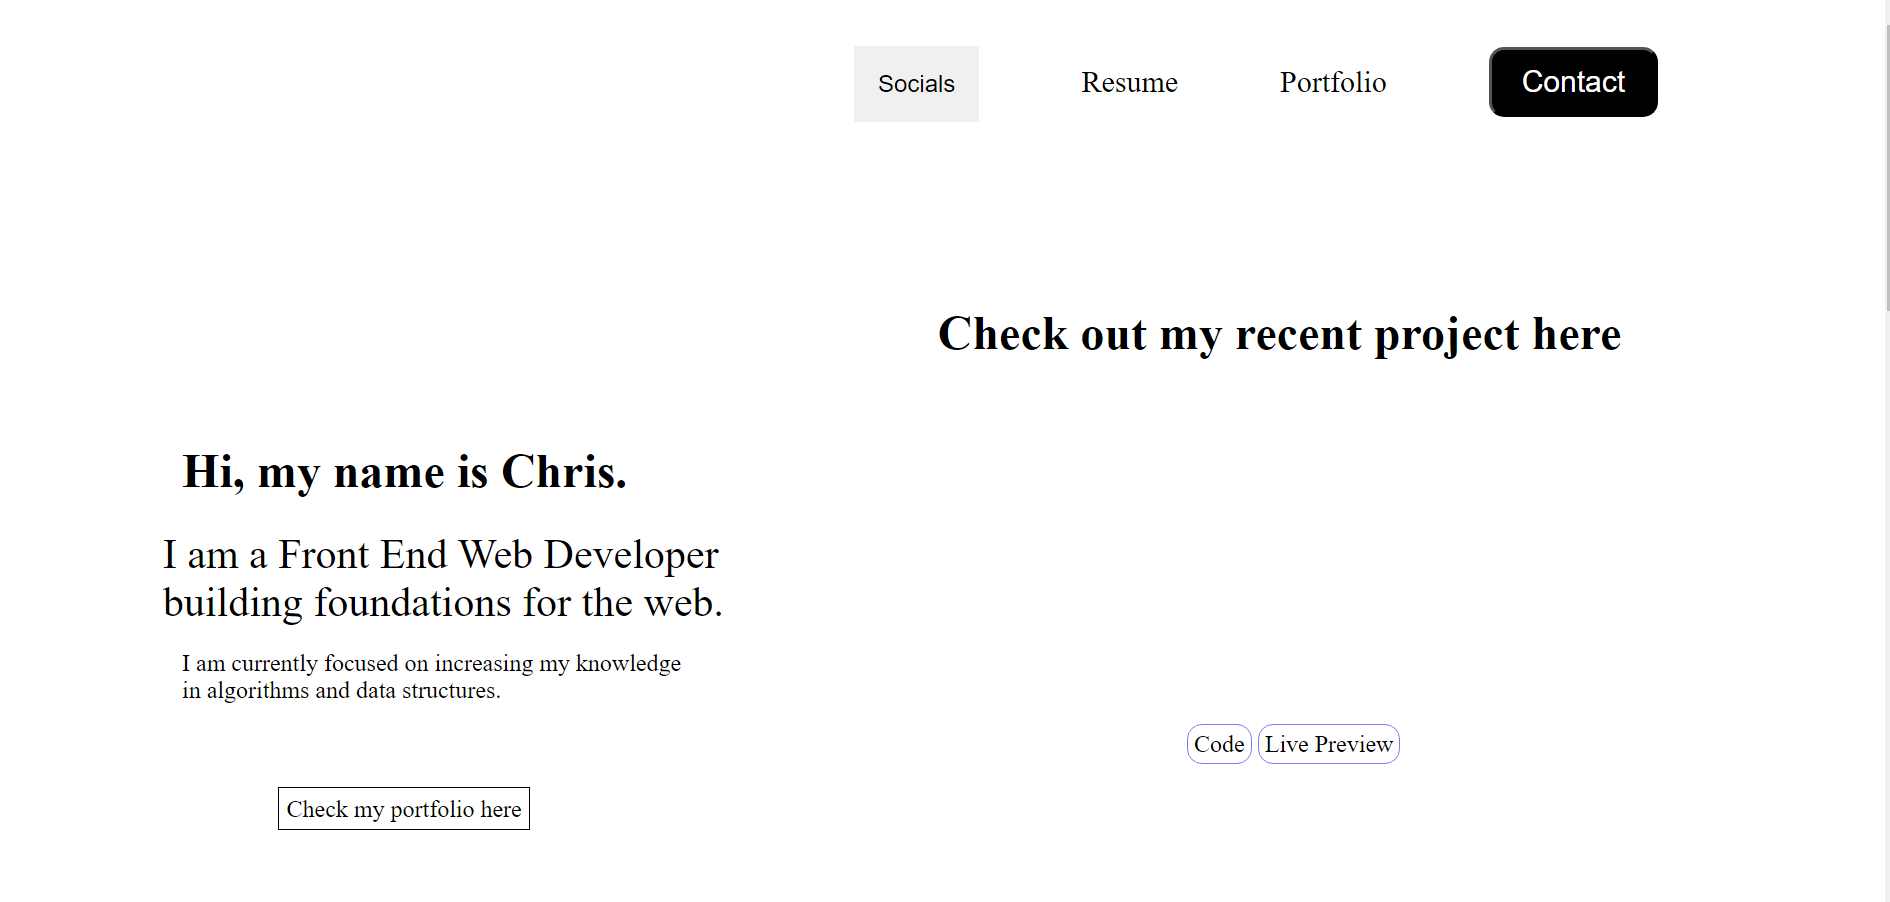 Socials
Resume
Portfolio
Contact
Check out my recent project here
Hi, my name is Chris.
I am a Front End Web Developer
building foundations for the web.
I am currently focused on increasing my knowledge
in algorithms and data structures.
Code
Live Preview
Check my portfolio here